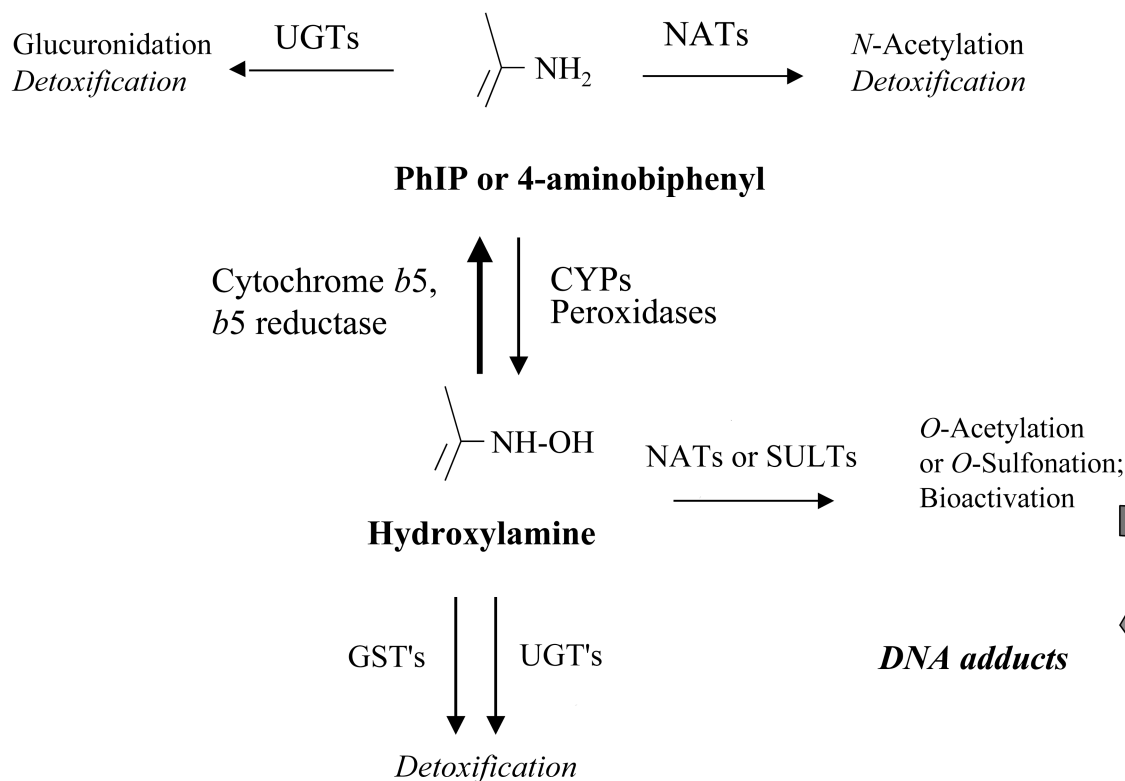 Glucuronidation
Detoxification
UGTs
NH2
NATs
N-Acetylation
Detoxification
PhIP or 4-aminobiphenyl
Cytochrome b5,
b5 reductase
CYPs
Peroxidases
NH-OH
NATs or SULTs
O-Acetylation
or O-Sulfonation;
Bioactivation
Hydroxylamine
GST's
UGT's
DNA adducts
Detoxification